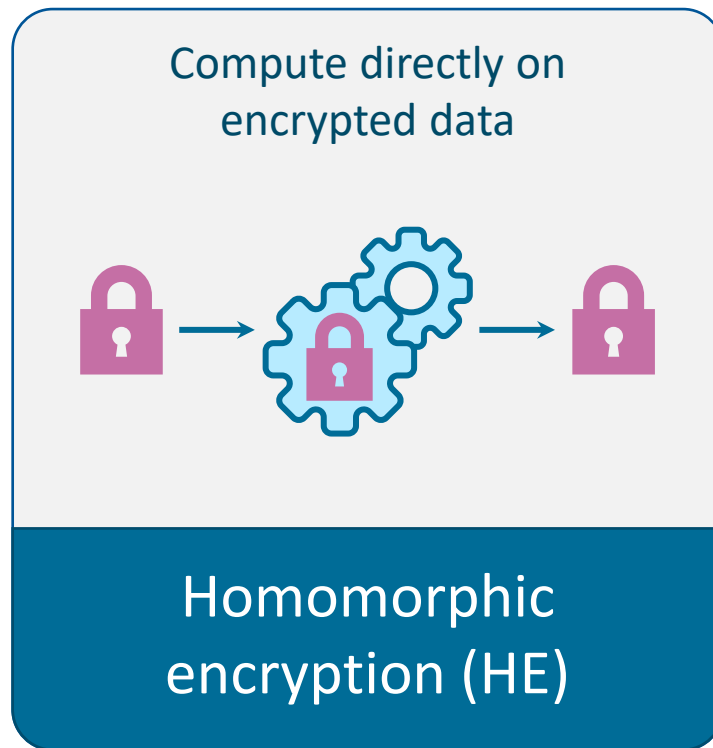 Compute directly on
encrypted data
Homomorphic
encryption (HE)